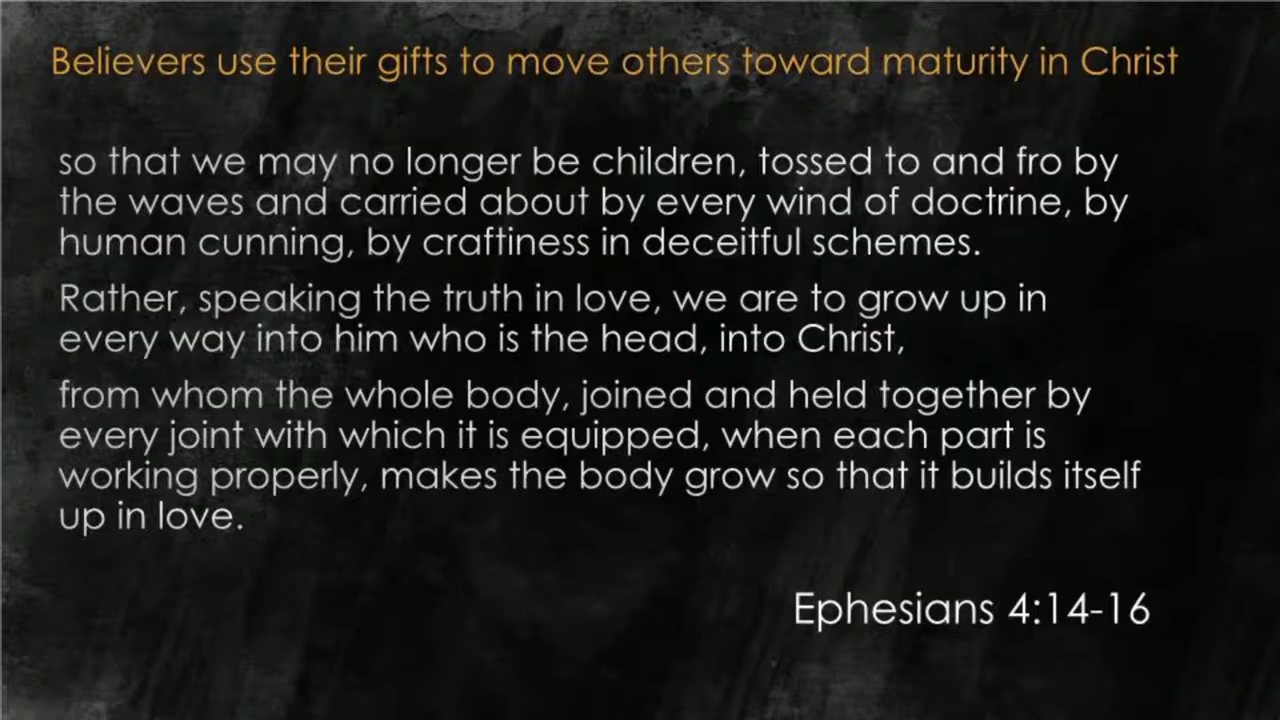 Believers use their gifts to move others toward maturity in Christ
so that we may no longer be children, tossed to and fro by
the waves and carried about by every wind of doctrine, by
human cunning, by craftiness in deceitful schemes.
Rather, speaking the truth in love, we are to grow up in
every way into him who is the head, into Christ,
from whom the whole body, joined and held together by
every joint with which it is equipped, when each part is
working properly, makes the body grow so that it builds itself
up in love.
Ephesians 4:14-16